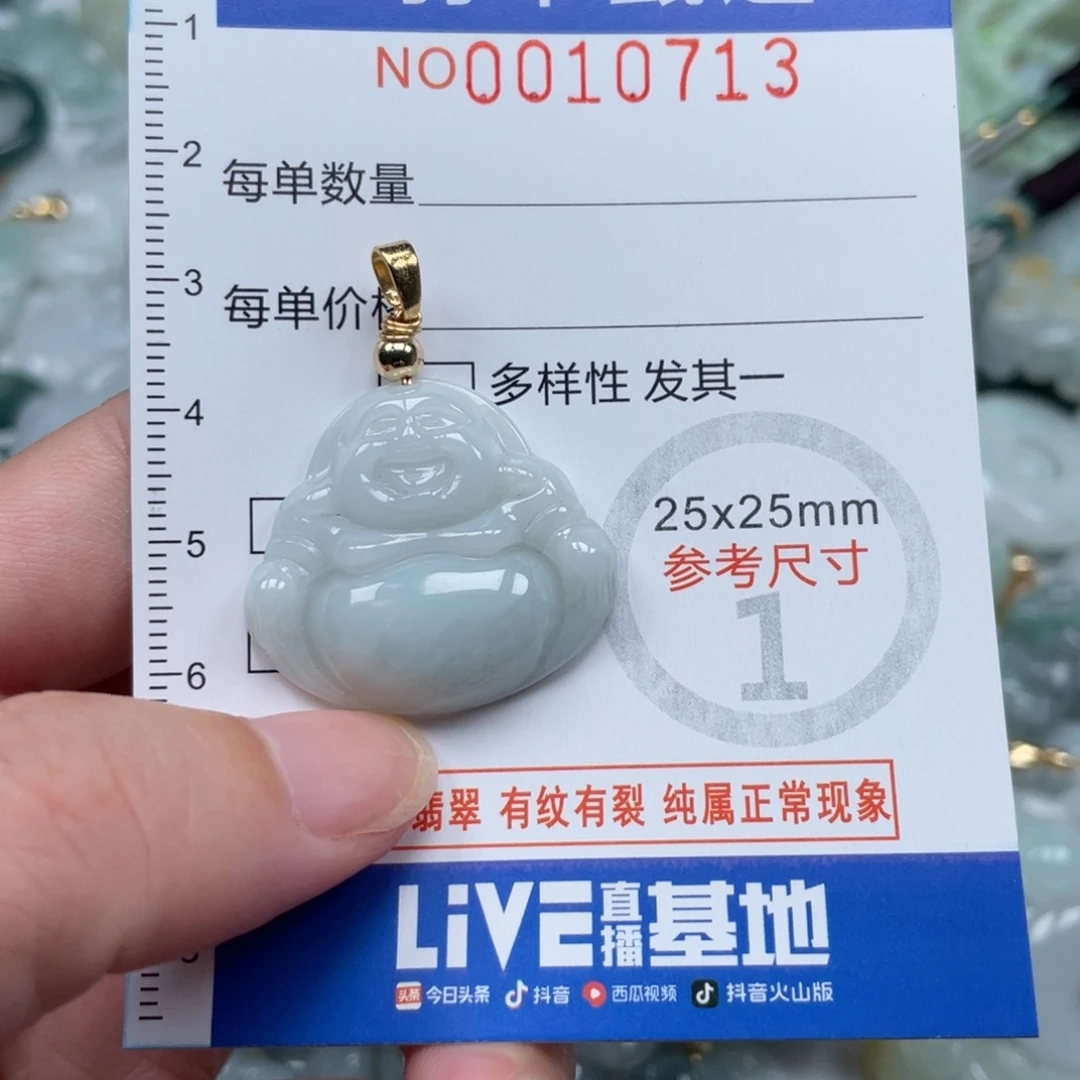 1
NO0010713
2
每单数量
3
每单价格
多样性 发其一
4
25x25mm
5
参考尺寸
1
6
翡翠 有纹有裂 纯属正常现象
LiVE直播基地
头条 今日头条 抖音 西瓜视频 抖音火山版